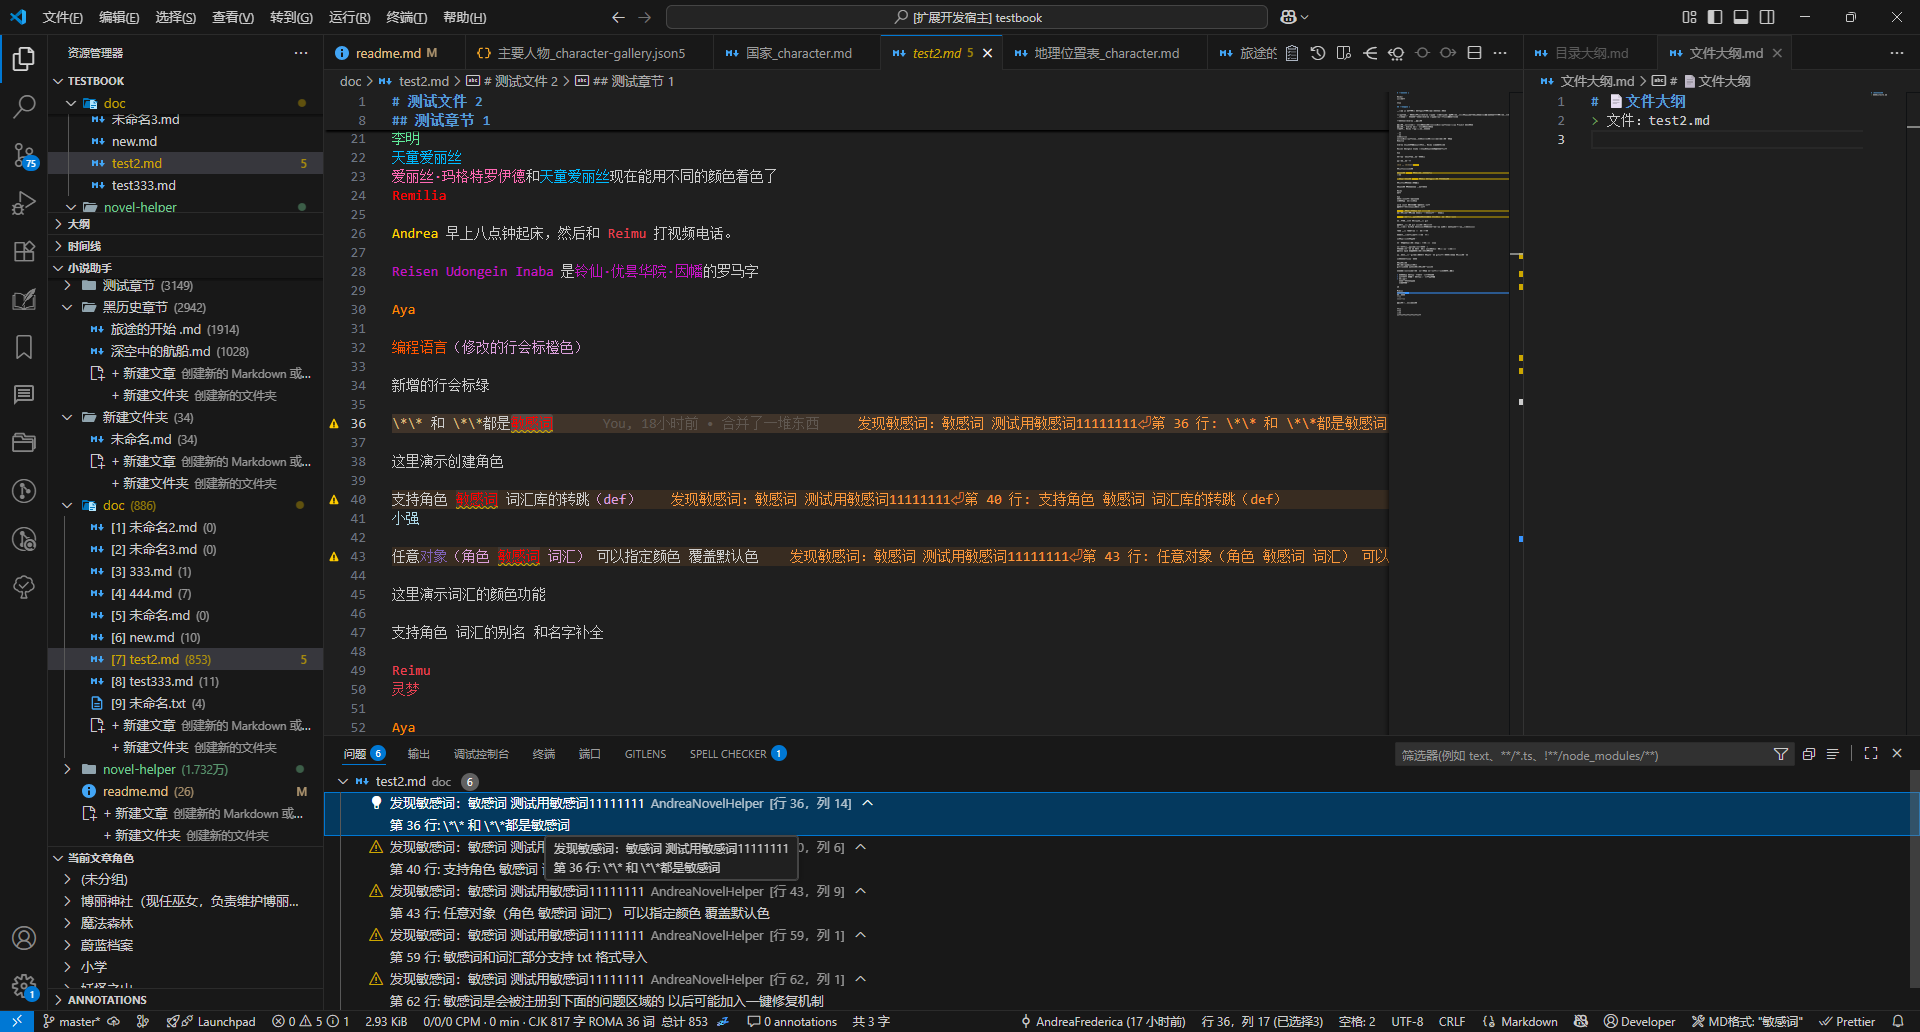 文件(F) 编辑(E) 选择(S) 查看(V) 转到(G) 运行(R) 终端(T) 帮助(H)
[扩展开发宿主] testbook
资源管理器
TESTBOOK
doc
未命名3.md
new.md
test2.md 5
test333.md
novel-helper
大纲
时间线
小说助手
测试章节 (3149)
黑历史章节 (2942)
旅途的开始 .md (1914)
深空中的航船.md (1028)
+ 新建文章 创建新的 Markdown 或...
+ 新建文件夹 创建新的文件夹
新建文件夹 (34)
未命名.md (34)
+ 新建文章 创建新的 Markdown 或...
+ 新建文件夹 创建新的文件夹
doc (886)
[1] 未命名2.md (0)
[2] 未命名3.md (0)
[3] 333.md (1)
[4] 444.md (7)
[5] 未命名.md (0)
[6] new.md (10)
[7] test2.md (853) 5
[8] test333.md (11)
[9] 未命名.txt (4)
+ 新建文章 创建新的 Markdown 或...
+ 新建文件夹 创建新的文件夹
novel-helper (1.732万)
readme.md (26) M
+ 新建文章 创建新的 Markdown 或...
+ 新建文件夹 创建新的文件夹
当前文章角色
(未分组)
博丽神社（现任巫女，负责维护博丽...
魔法森林
蔚蓝档案
小学
ANNOTATIONS
75
1
readme.md M
主要人物_character-gallery.json5
国家_character.md
test2.md 5
地理位置表_character.md
旅途的
doc > test2.md > # 测试文件 2 > ## 测试章节 1
1 # 测试文件 2
8 ## 测试章节 1
21 李明
22 天童爱丽丝
23 爱丽丝·玛格特罗伊德和天童爱丽丝现在能用不同的颜色着色了
24 Remilia
25
26 Andrea 早上八点钟起床，然后和 Reimu 打视频电话。
27
28 Reisen Udongein Inaba 是铃仙·优昙华院·因幡的罗马字
29
30 Aya
31
32 编程语言（修改的行会标橙色）
33
34 新增的行会标绿
35
36 \*\* 和 \*\*都是敏感词 You, 18小时前 • 合并了一堆东西 发现敏感词: 敏感词 测试用敏感词11111111⏎第 36 行: \*\* 和 \*\*都是敏感词
37
38 这里演示创建角色
39
40 支持角色 敏感词 词汇库的转跳（def） 发现敏感词: 敏感词 测试用敏感词11111111⏎第 40 行: 支持角色 敏感词 词汇库的转跳（def）
41 小强
42
43 任意对象（角色 敏感词 词汇） 可以指定颜色 覆盖默认色 发现敏感词: 敏感词 测试用敏感词11111111⏎第 43 行: 任意对象（角色 敏感词 词汇） 可以
44
45 这里演示词汇的颜色功能
46
47 支持角色 词汇的别名 和名字补全
48
49 Reimu
50 灵梦
51
52 Aya
目录大纲.md
文件大纲.md
文件大纲.md > # 文件大纲
1 # 文件大纲
2 > 文件: test2.md
3
问题 6 输出 调试控制台 终端 端口 GITLENS SPELL CHECKER 1
筛选器(例如 text、**/*.ts、!**/node_modules/**)
test2.md doc 6
发现敏感词: 敏感词 测试用敏感词11111111 AndreaNovelHelper [行 36，列 14]
第 36 行: \*\* 和 \*\*都是敏感词
发现敏感词: 敏感词 测试用 0，列 6]
第 40 行: 支持角色 敏感词
发现敏感词: 敏感词 测试用敏感词11111111
第 36 行: \*\* 和 \*\*都是敏感词
发现敏感词: 敏感词 测试用敏感词11111111 AndreaNovelHelper [行 43，列 9]
第 43 行: 任意对象（角色 敏感词 词汇） 可以指定颜色 覆盖默认色
发现敏感词: 敏感词 测试用敏感词11111111 AndreaNovelHelper [行 59，列 1]
第 59 行: 敏感词和词汇部分支持 txt 格式导入
发现敏感词: 敏感词 测试用敏感词11111111 AndreaNovelHelper [行 62，列 1]
第 62 行: 敏感词是会被注册到下面的问题区域的 以后可能加入一键修复机制
master* Launchpad 0 5 1 2.93 KiB 0/0/0 CPM · 0 min · CJK 817 字 ROMA 36 词 总计 853 0 annotations 共 3 字
AndreaFrederica (17 小时前) 行 36，列 17 (已选择3) 空格: 2 UTF-8 CRLF Markdown Developer MD格式: "敏感词" Prettier